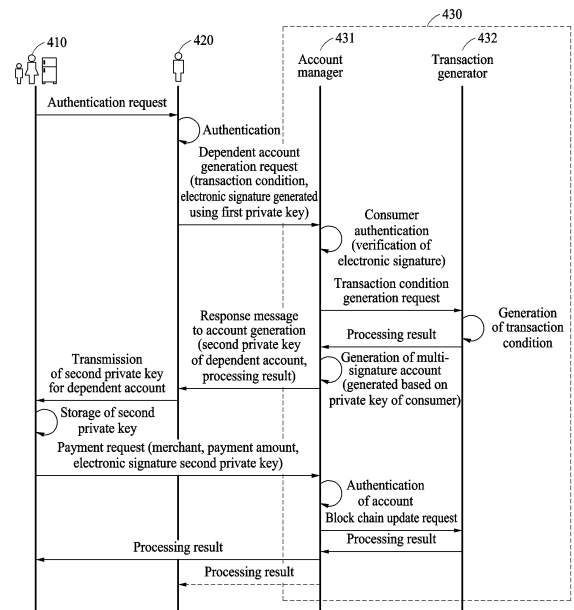 430
410
420
431
432
Account
manager
Transaction
generator
Authentication request
Authentication
Dependent account
generation request
(transaction condition,
electronic signature generated
using first private key)
Consumer
authentication
(verification of
electronic signature)
Transaction condition
generation request
Generation
of transaction
condition
Processing result
Response message
to account generation
(second private key
of dependent account,
processing result)
Generation of multi-
signature account
(generated based on
private key of consumer)
Transmission
of second private key
for dependent account
Storage of second
private key
Payment request (merchant, payment amount,
electronic signature second private key)
Authentication
of account
Block chain update request
Processing result
Processing result
Processing result